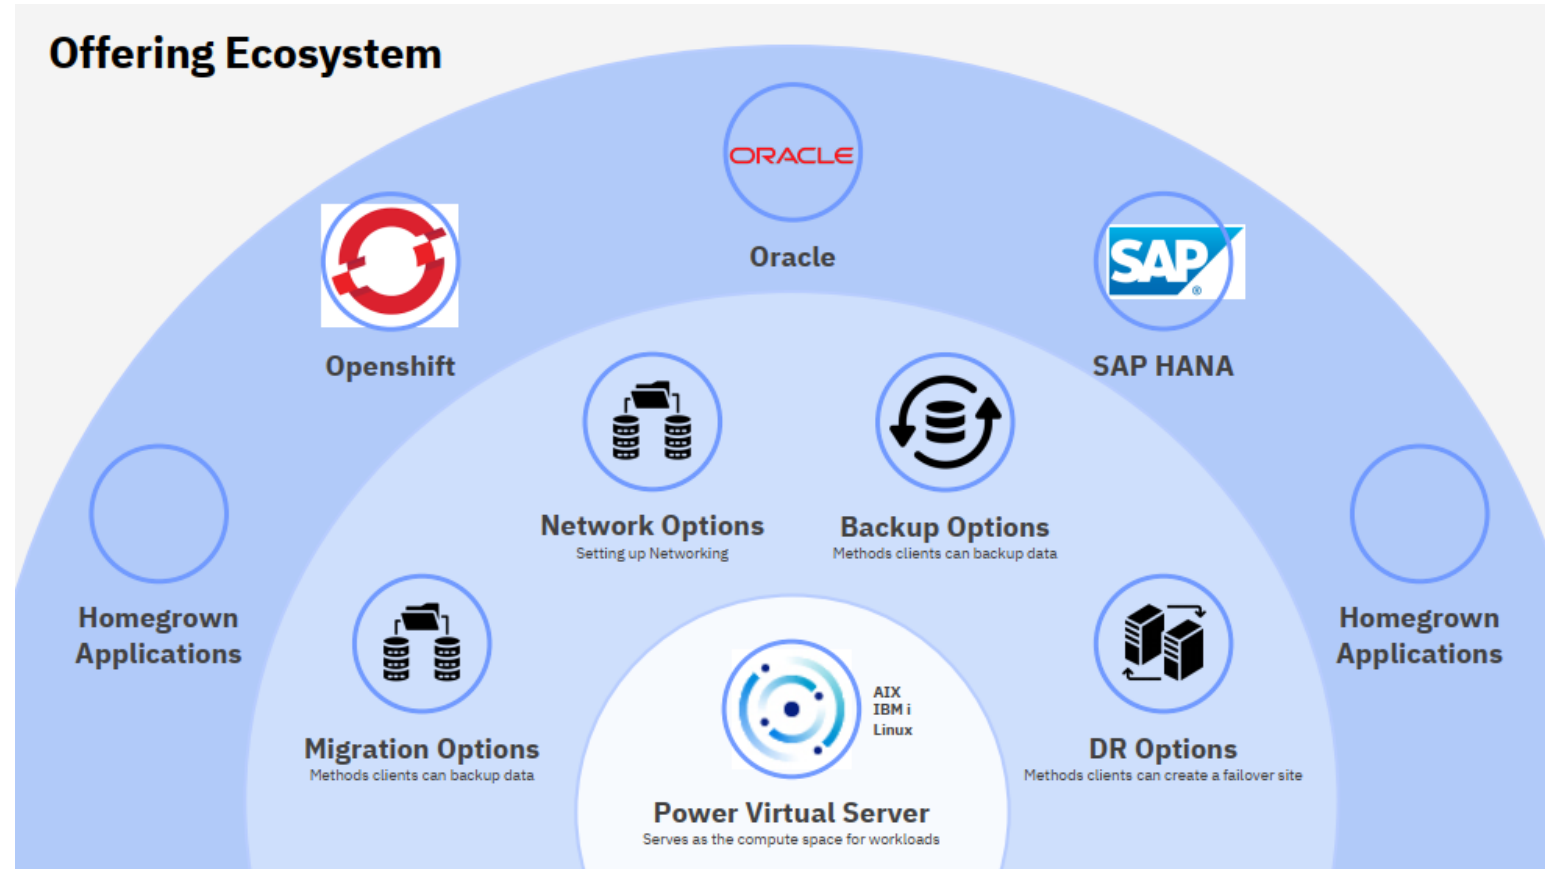 Offering Ecosystem
ORACLE
Oracle
Openshift
SAP
®
SAP HANA
Network Options
Setting up Networking
Backup Options
Methods clients can backup data
Homegrown
Applications
Homegrown
Applications
Migration Options
Methods clients can backup data
DR Options
Methods clients can create a failover site
AIX
IBM i
Linux
Power Virtual Server
Serves as the compute space for workloads